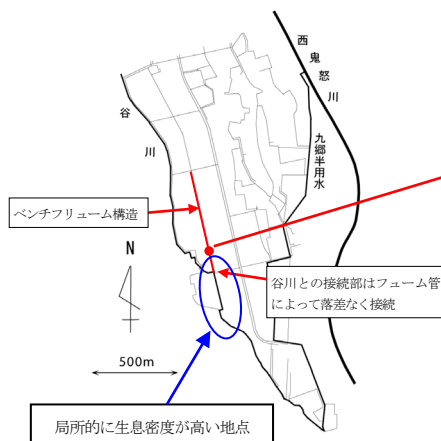 西鬼怒川
谷川
九郷半用水
ベンチフリューム構造
谷川との接続部はフューム管
によって落差なく接続
N
500m
局所的に生息密度が高い地点